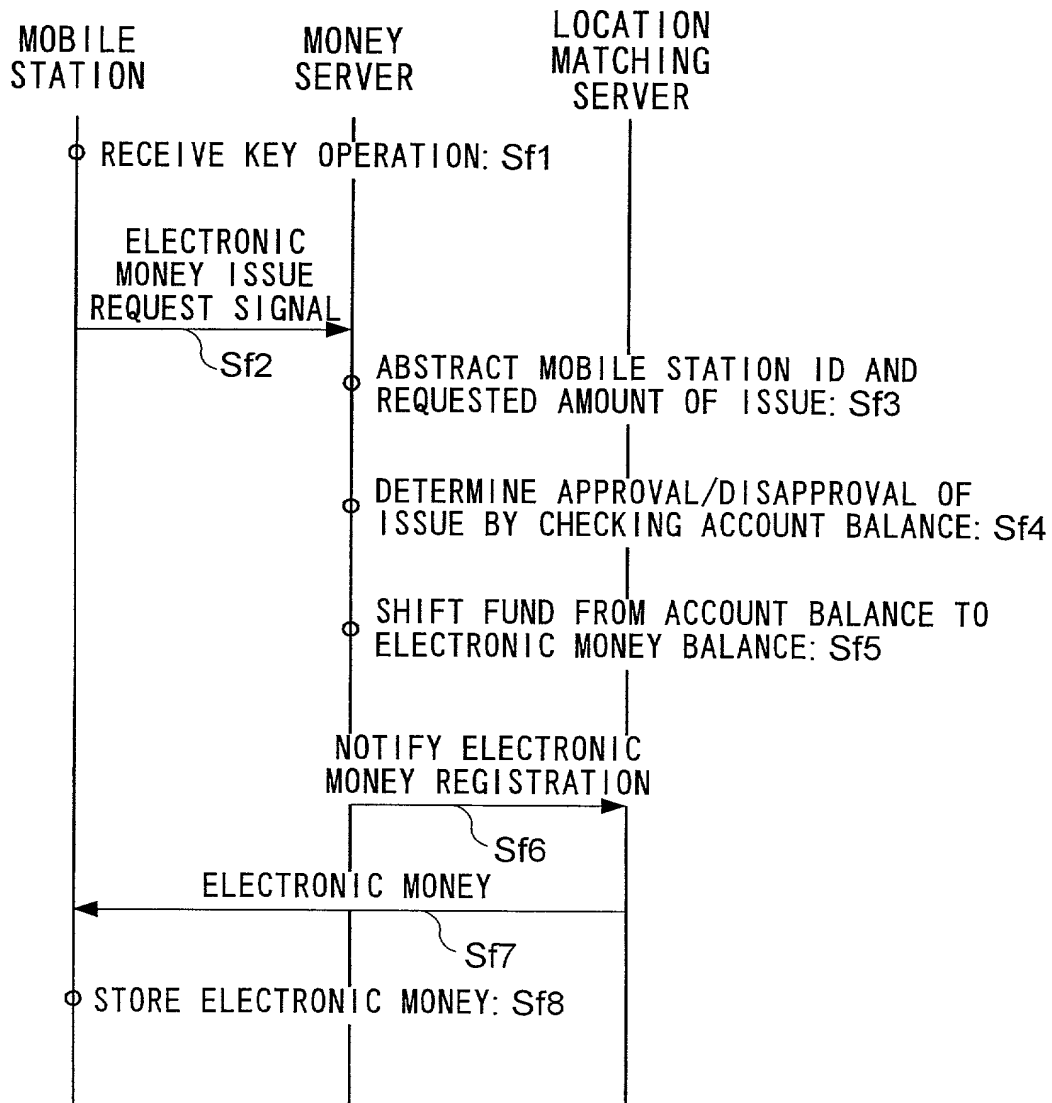 MOBILE
STATION
MONEY
SERVER
LOCATION
MATCHING
SERVER
RECEIVE KEY OPERATION: Sf1
ELECTRONIC
MONEY ISSUE
REQUEST SIGNAL
Sf2
ABSTRACT MOBILE STATION ID AND
REQUESTED AMOUNT OF ISSUE: Sf3
DETERMINE APPROVAL/DISAPPROVAL OF
ISSUE BY CHECKING ACCOUNT BALANCE: Sf4
SHIFT FUND FROM ACCOUNT BALANCE TO
ELECTRONIC MONEY BALANCE: Sf5
NOTIFY ELECTRONIC
MONEY REGISTRATION
Sf6
ELECTRONIC MONEY
Sf7
STORE ELECTRONIC MONEY: Sf8